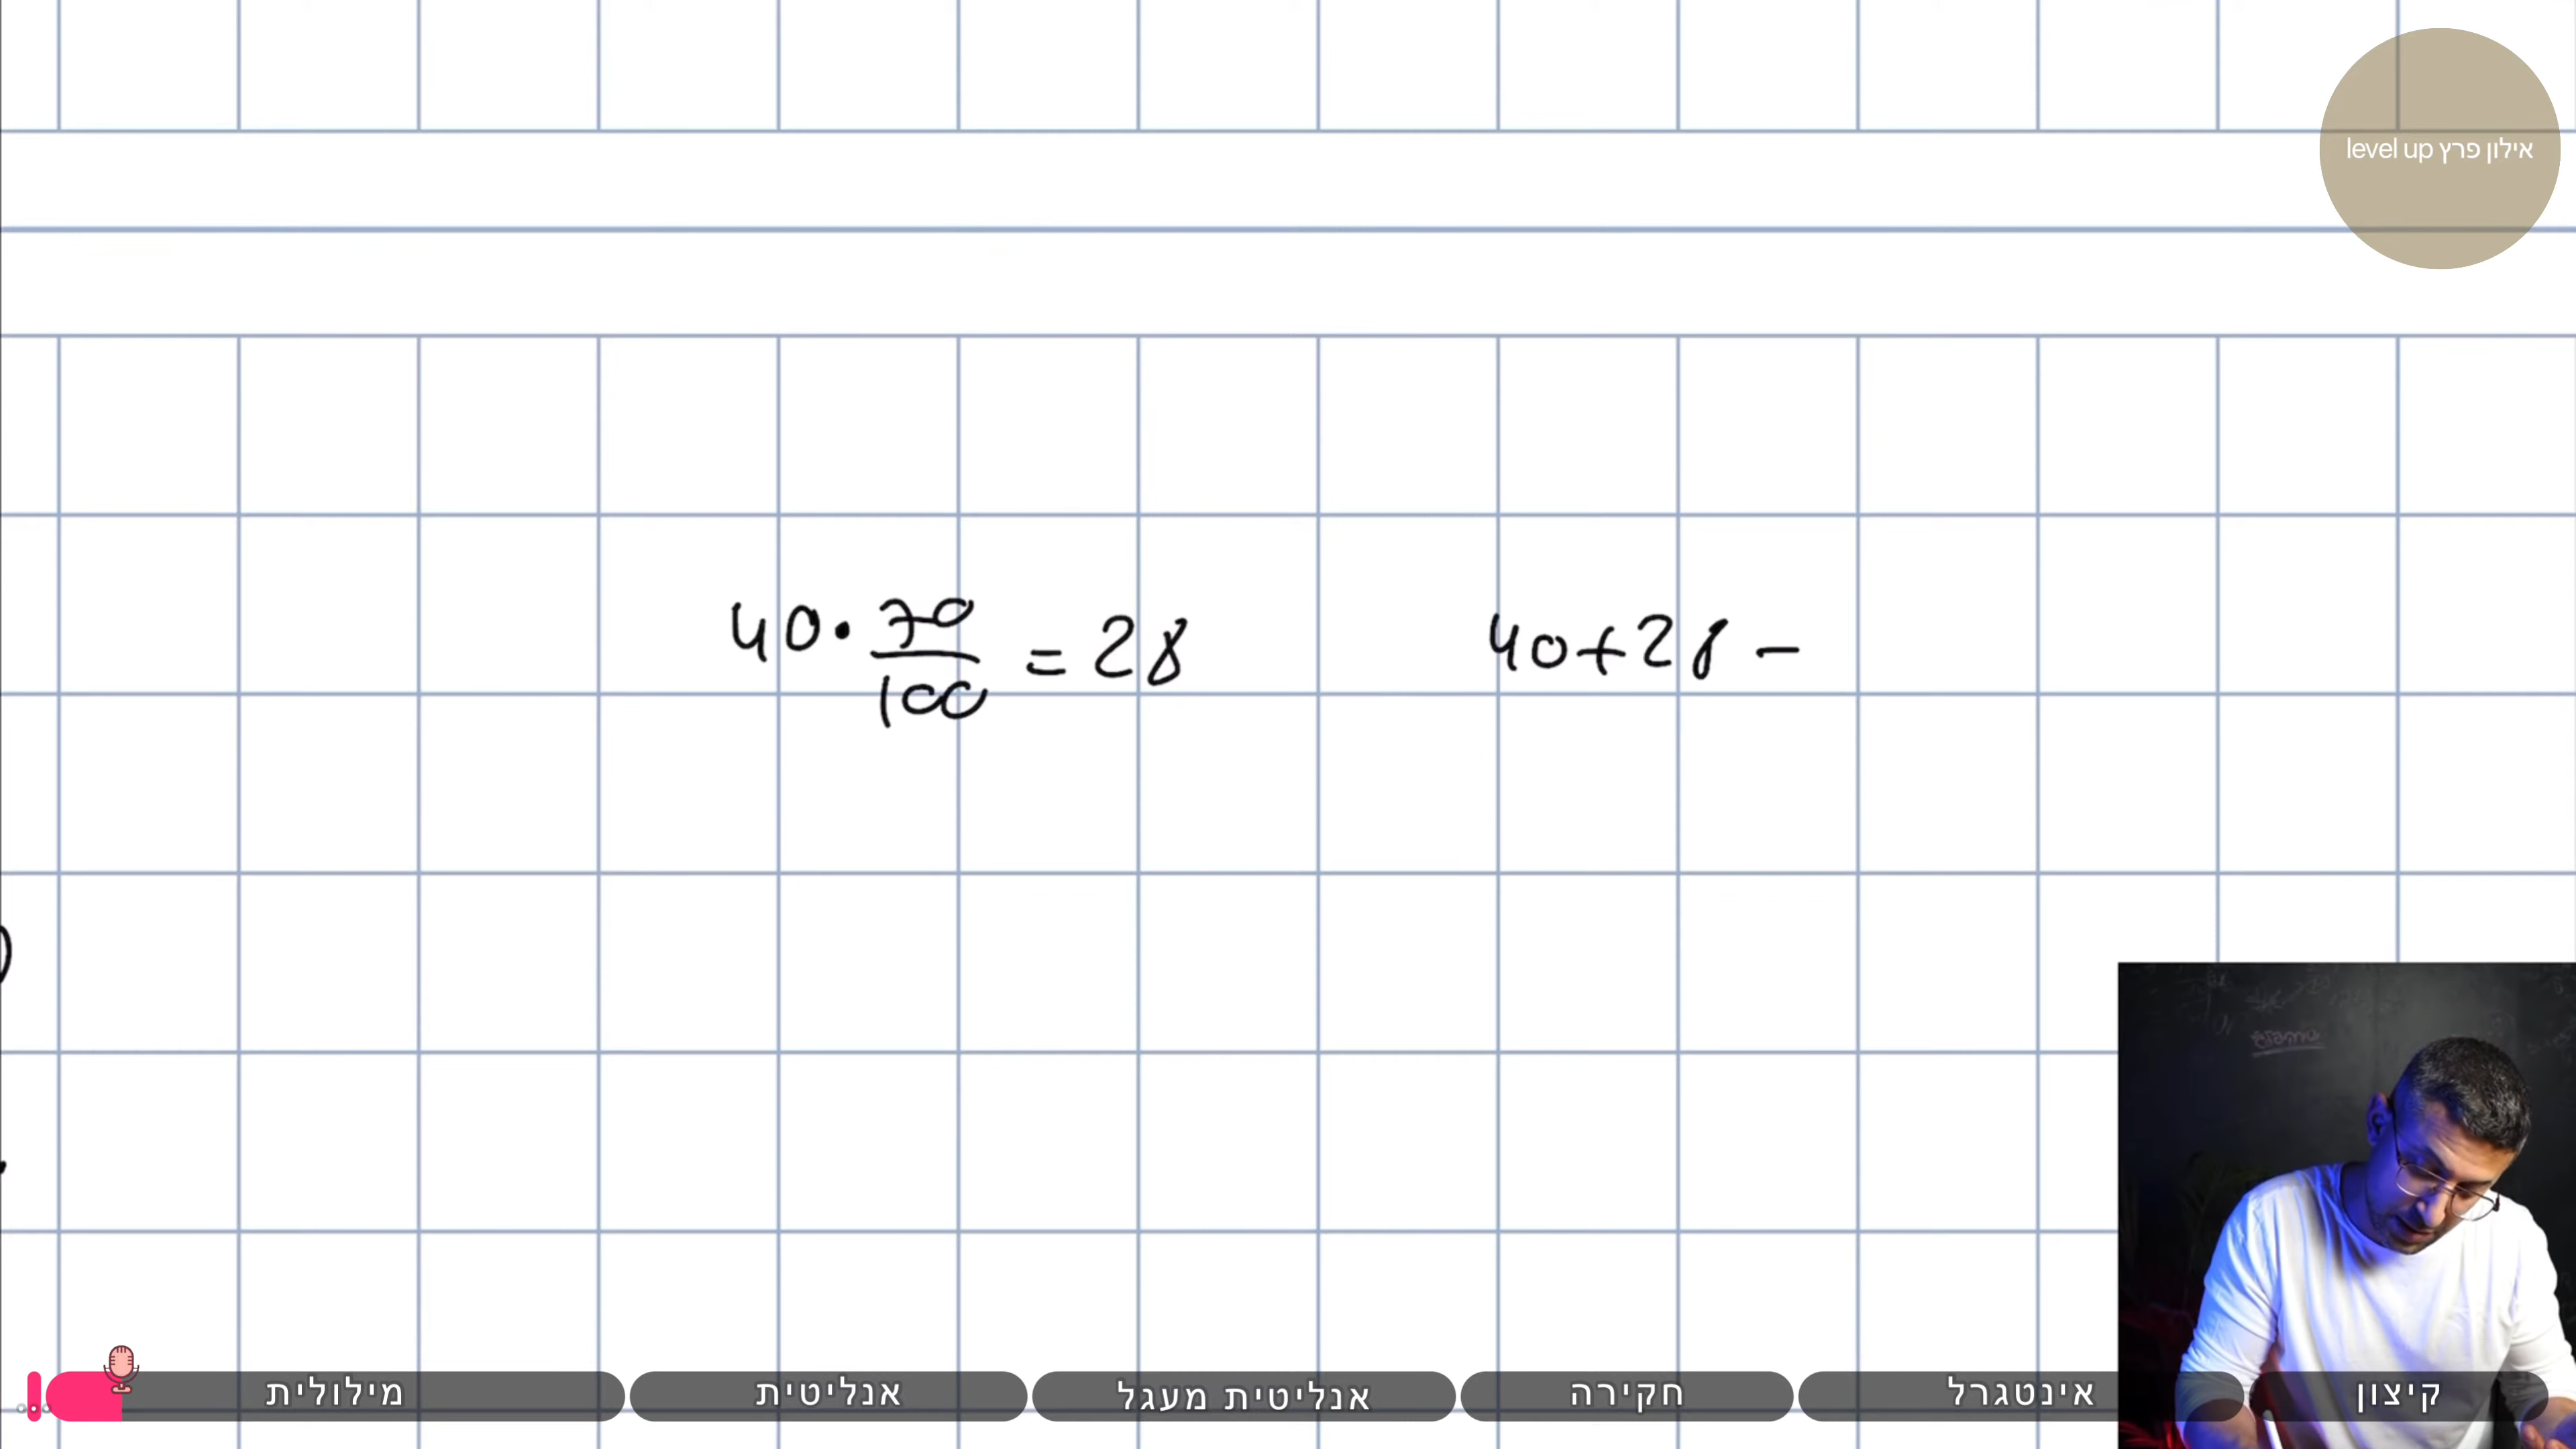 אילון פרץ level up
40 · 70/100 = 28
40+28 −
מילולית
אנליטית
אנליטית מעגל
חקירה
אינטגרל
קיצון